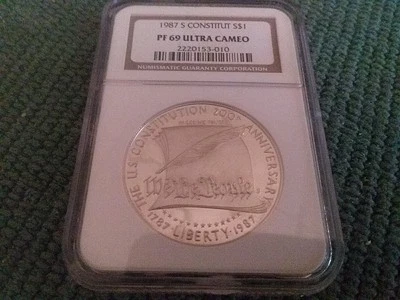 1987 S CONSTITUT S$1
PF 69 ULTRA CAMEO
2220153-010
NUMISMATIC GUARANTY CORPORATION
THE U.S. CONSTITUTION 200TH ANNIVERSARY
We the People
1787 LIBERTY 1987